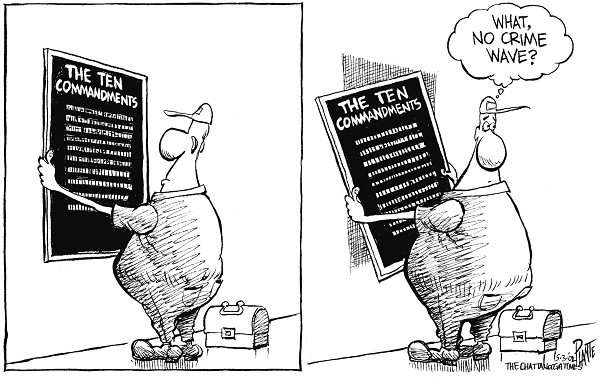 THE TEN
COMMANDMENTS
WHAT,
NO CRIME
WAVE?
THE TEN
COMMANDMENTS
PLANTE
THE CHATTANOOGA TIMES